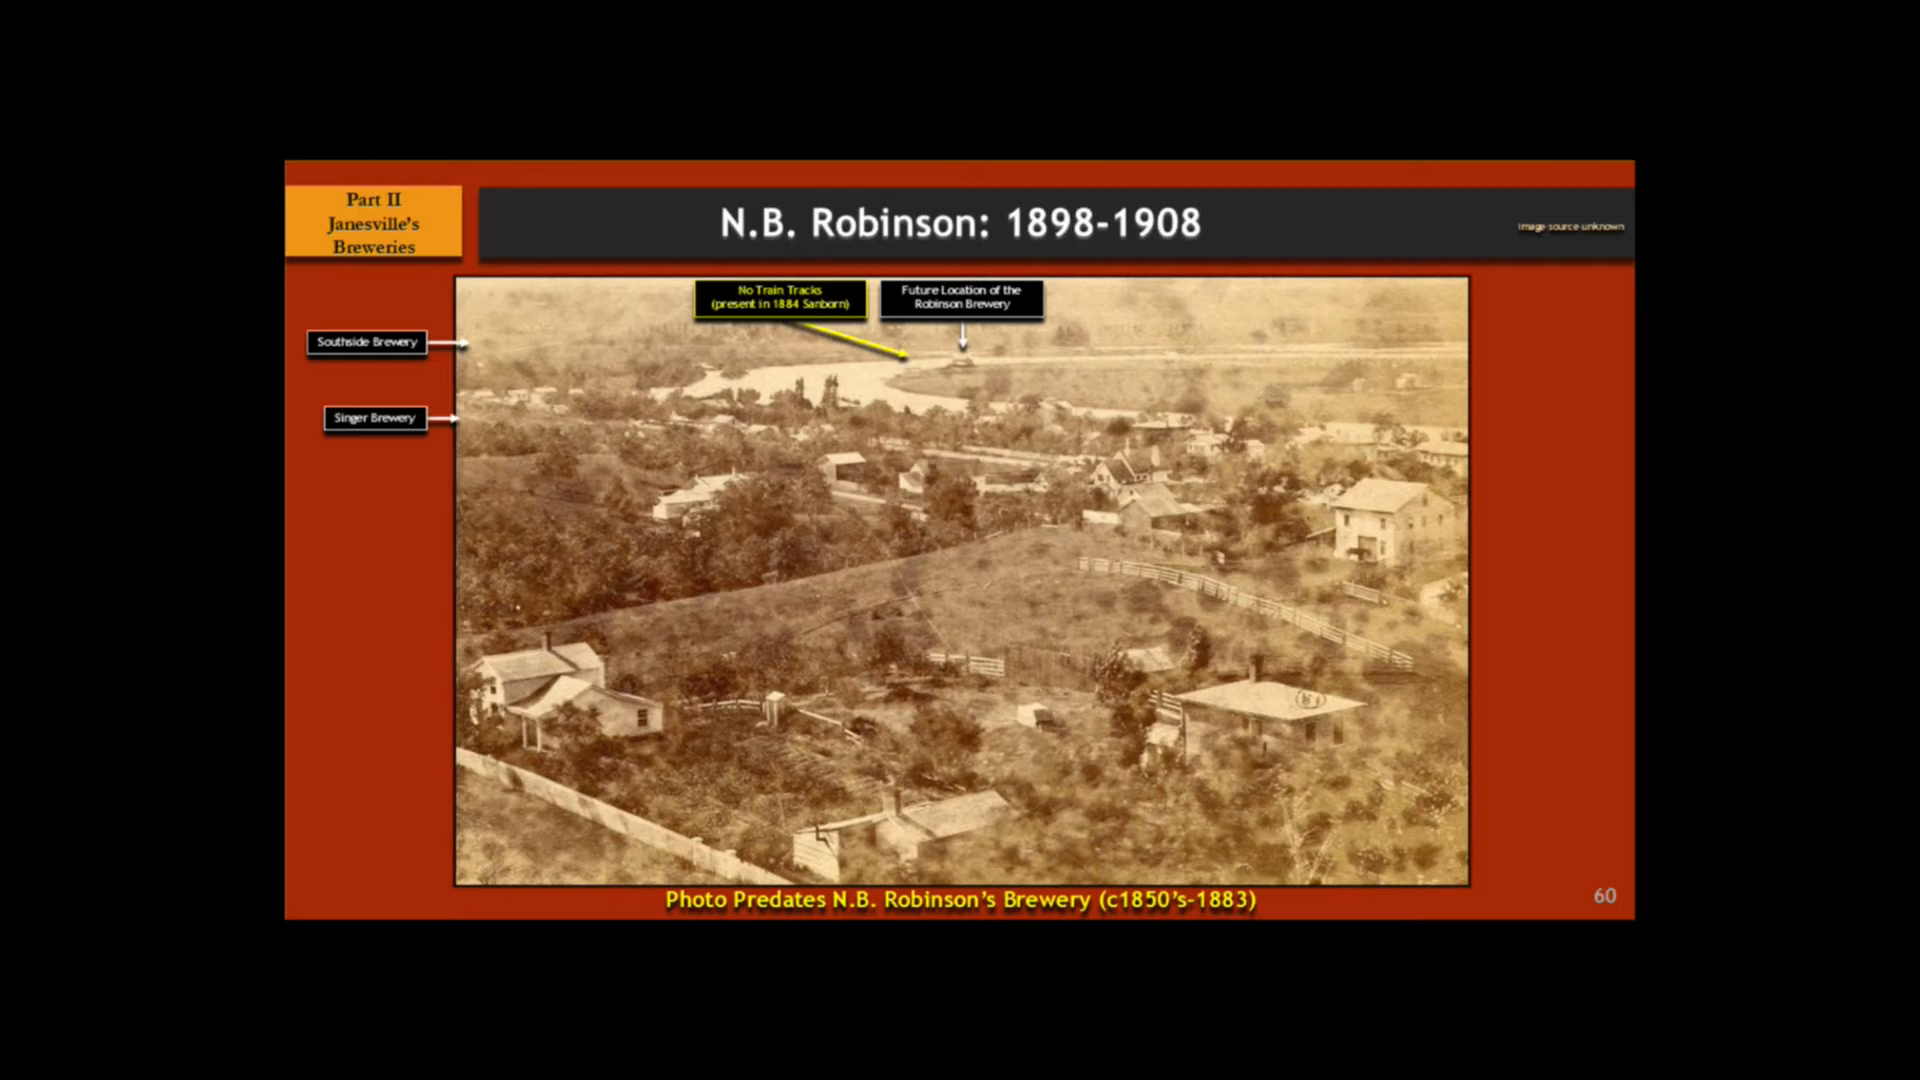 Part II
Janesville's
Breweries
N.B. Robinson: 1898-1908
Image source unknown
No Train Tracks
(present in 1884 Sanborn)
Future Location of the
Robinson Brewery
Southside Brewery
Singer Brewery
Photo Predates N.B. Robinson's Brewery (c1850's-1883)
60